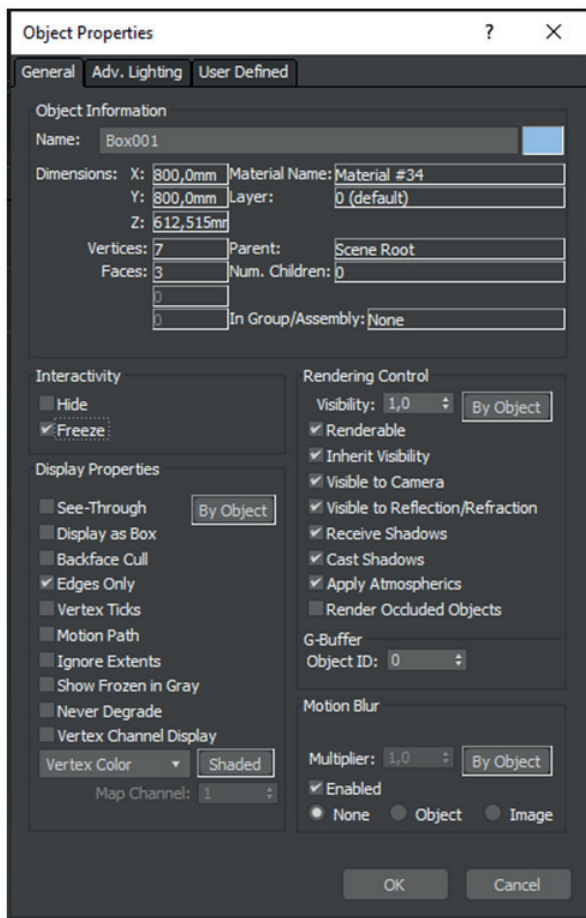 Object Properties ? ×
General Adv. Lighting User Defined
Object Information
Name: Box001
Dimensions: X: 800,0mm Material Name: Material #34
Y: 800,0mm Layer: 0 (default)
Z: 612,515mr
Vertices: 7 Parent: Scene Root
Faces: 3 Num. Children: 0
0
0 In Group/Assembly: None
Interactivity
Hide
Freeze
Display Properties
See-Through By Object
Display as Box
Backface Cull
Edges Only
Vertex Ticks
Motion Path
Ignore Extents
Show Frozen in Gray
Never Degrade
Vertex Channel Display
Vertex Color Shaded
Map Channel: 1
Rendering Control
Visibility: 1,0 By Object
Renderable
Inherit Visibility
Visible to Camera
Visible to Reflection/Refraction
Receive Shadows
Cast Shadows
Apply Atmospherics
Render Occluded Objects
G-Buffer
Object ID: 0
Motion Blur
Multiplier: 1,0 By Object
Enabled
None Object Image
OK Cancel